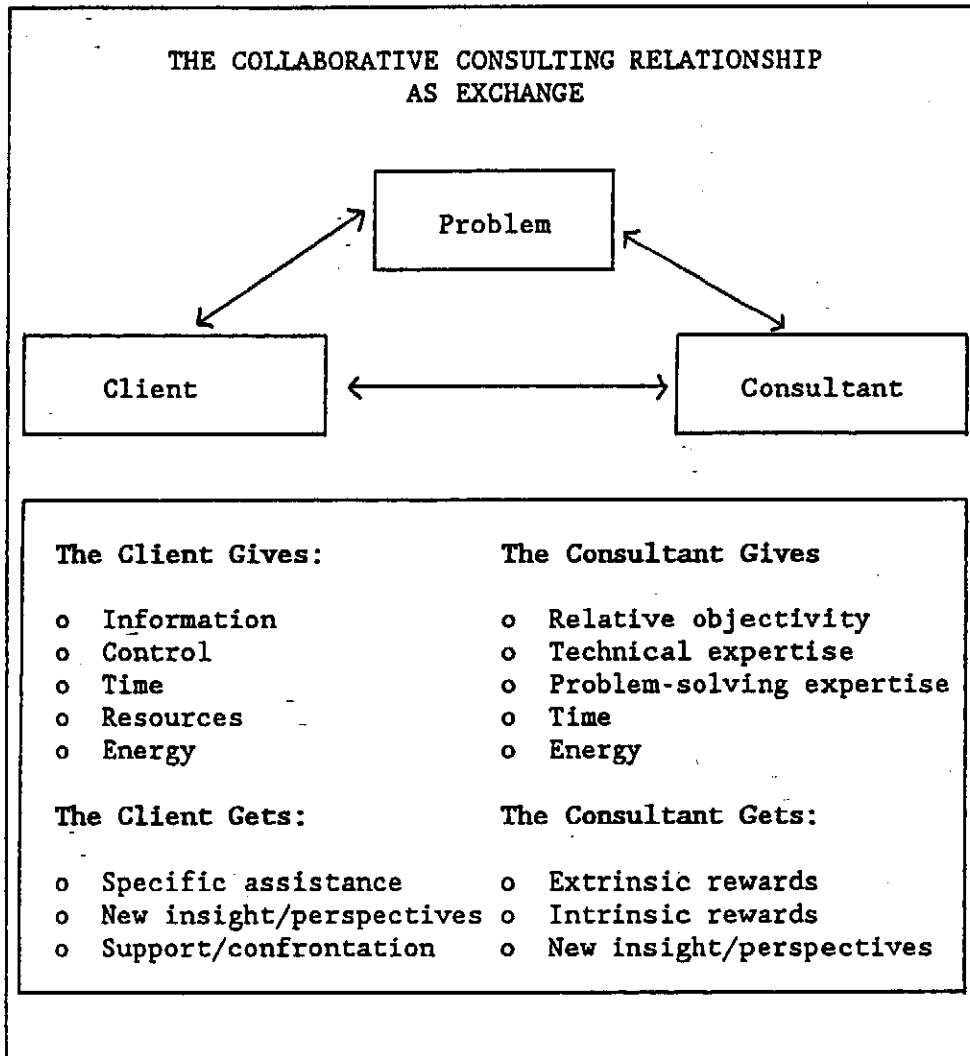 THE COLLABORATIVE CONSULTING RELATIONSHIP
AS EXCHANGE
Problem
Client
Consultant
The Client Gives:
o Information
o Control
o Time
o Resources
o Energy
The Consultant Gives
o Relative objectivity
o Technical expertise
o Problem-solving expertise
o Time
o Energy
The Client Gets:
o Specific assistance
o New insight/perspectives
o Support/confrontation
The Consultant Gets:
o Extrinsic rewards
o Intrinsic rewards
o New insight/perspectives